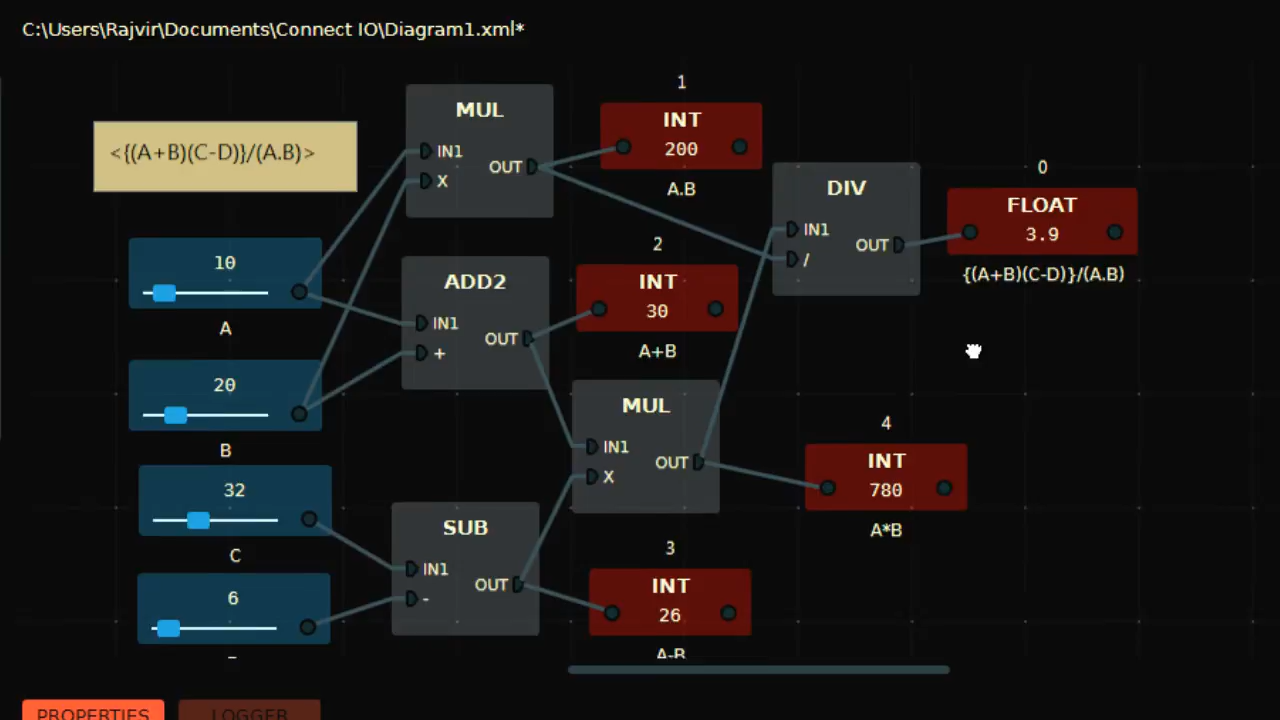 C:\Users\Rajvir\Documents\Connect IO\Diagram1.xml*
<{(A+B)(C-D)}/(A.B)>
MUL
IN1
X
OUT
1
INT
200
A.B
DIV
IN1
/
OUT
0
FLOAT
3.9
{(A+B)(C-D)}/(A.B)
10
A
ADD2
IN1
+
OUT
2
INT
30
A+B
20
B
MUL
IN1
X
OUT
4
INT
780
A*B
32
C
SUB
IN1
-
OUT
3
INT
26
A-B
6
PROPERTIES
LOGGER